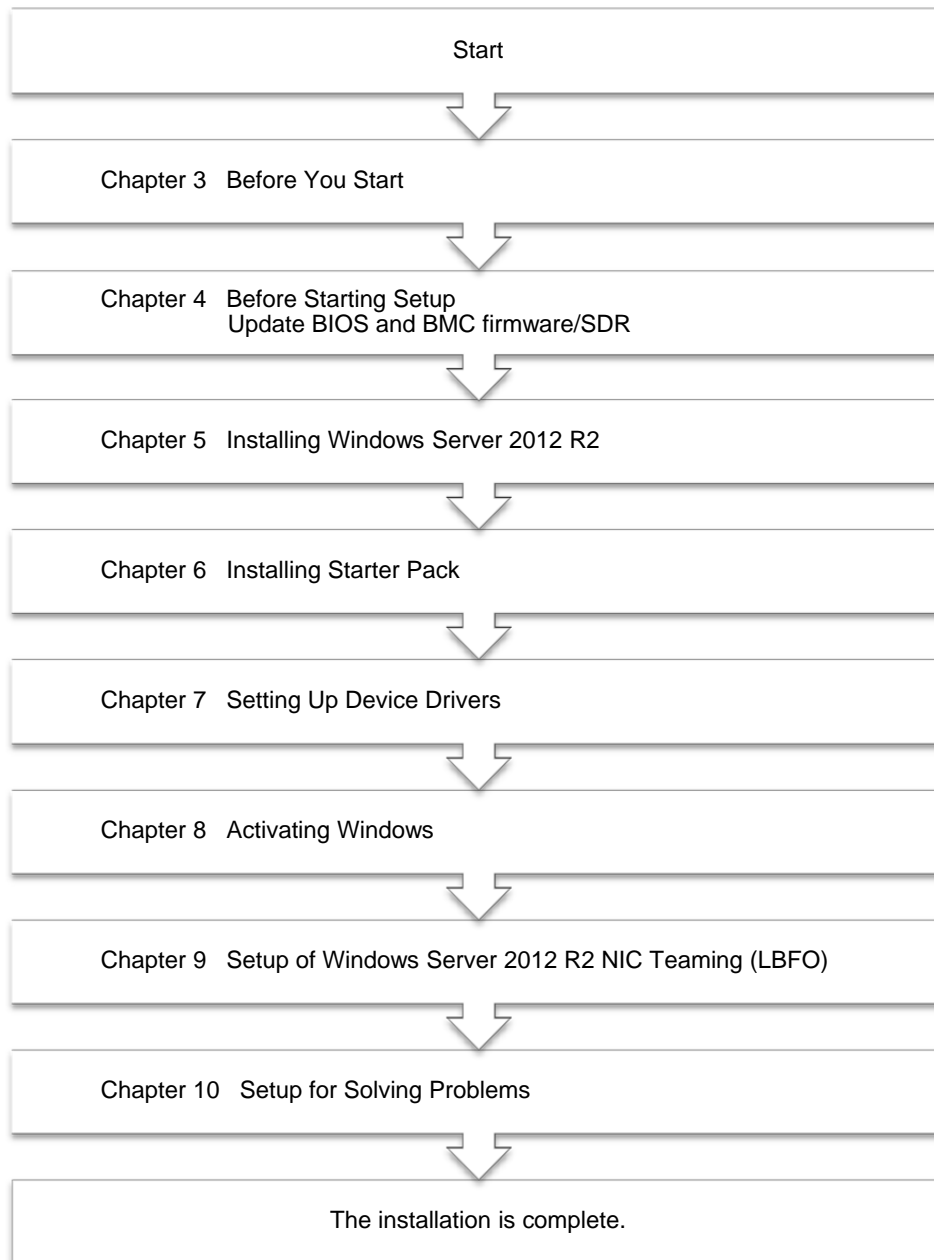 Start
Chapter 3 Before You Start
Chapter 4 Before Starting Setup
Update BIOS and BMC firmware/SDR
Chapter 5 Installing Windows Server 2012 R2
Chapter 6 Installing Starter Pack
Chapter 7 Setting Up Device Drivers
Chapter 8 Activating Windows
Chapter 9 Setup of Windows Server 2012 R2 NIC Teaming (LBFO)
Chapter 10 Setup for Solving Problems
The installation is complete.